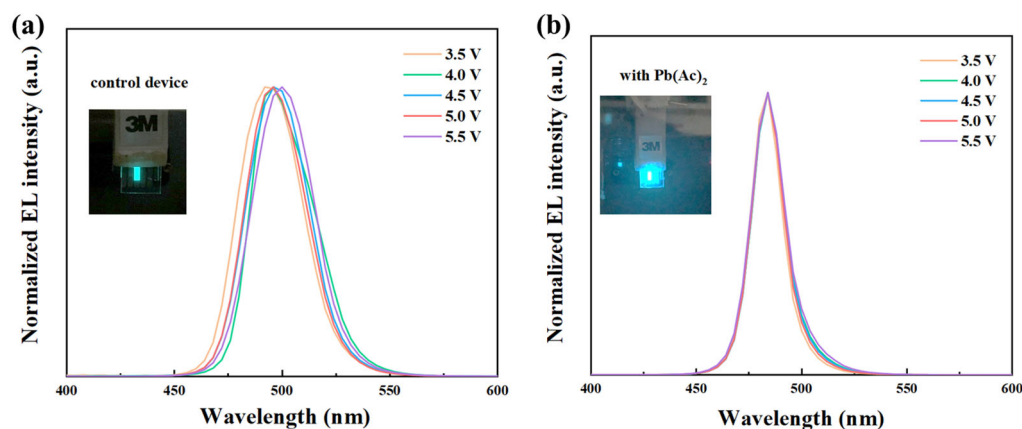 (a)
Normalized EL intensity (a.u.)
control device
3M
3.5 V
4.0 V
4.5 V
5.0 V
5.5 V
400 450 500 550 600
Wavelength (nm)
(b)
Normalized EL intensity (a.u.)
with Pb(Ac)₂
3M
3.5 V
4.0 V
4.5 V
5.0 V
5.5 V
400 450 500 550 600
Wavelength (nm)